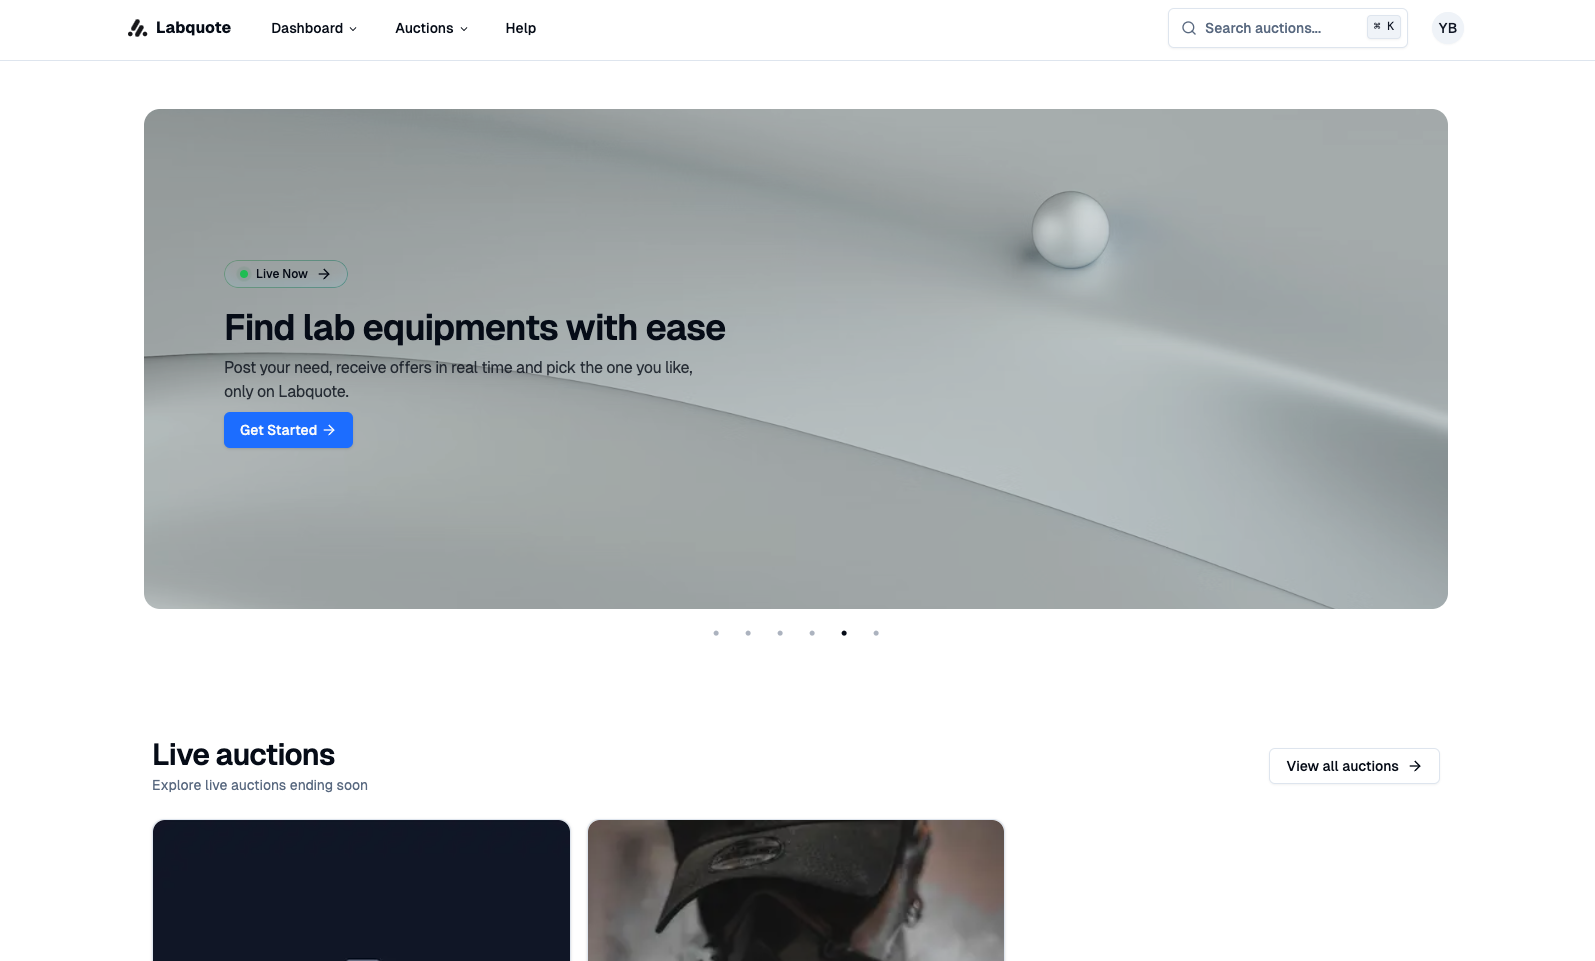 Labquote
Dashboard
Auctions
Help
Search auctions...
⌘ K
YB
Live Now
Find lab equipments with ease
Post your need, receive offers in real time and pick the one you like,
only on Labquote.
Get Started
Live auctions
Explore live auctions ending soon
View all auctions